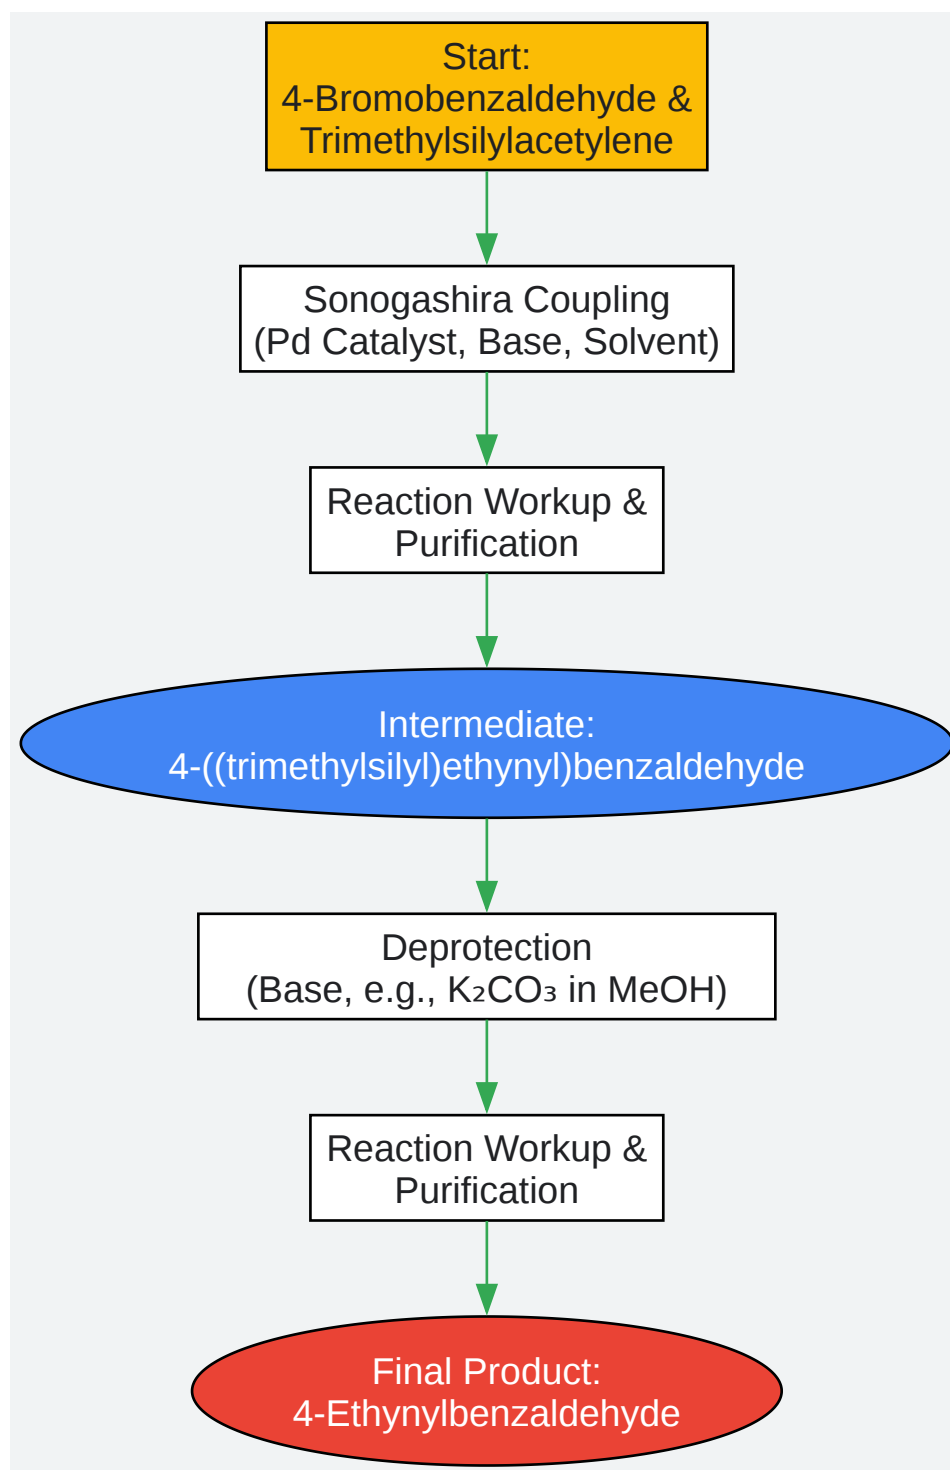 Start:
4-Bromobenzaldehyde &
Trimethylsilylacetylene
Sonogashira Coupling
(Pd Catalyst, Base, Solvent)
Reaction Workup &
Purification
Intermediate:
4-((trimethylsilyl)ethynyl)benzaldehyde
Deprotection
(Base, e.g., K₂CO₃ in MeOH)
Reaction Workup &
Purification
Final Product:
4-Ethynylbenzaldehyde